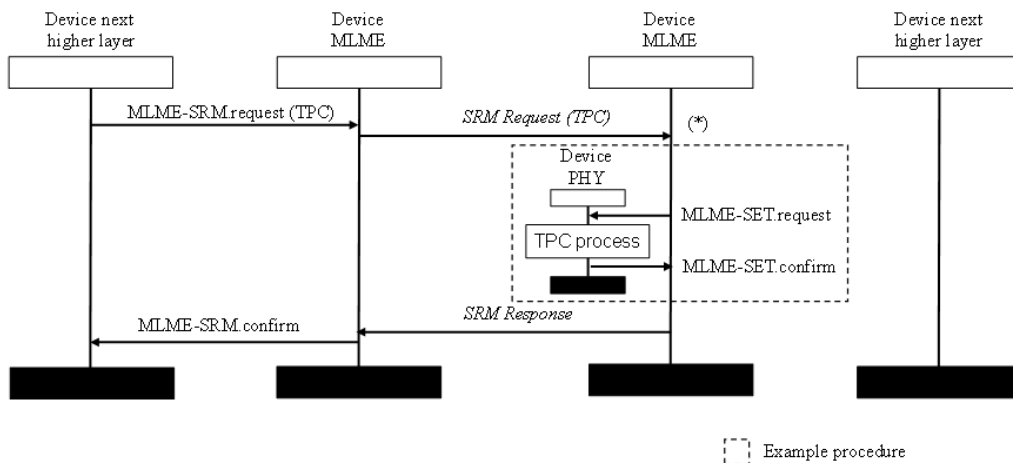 Device next
higher layer
Device
MLME
Device
MLME
Device next
higher layer
MLME-SRM.request (TPC)
SRM Request (TPC)
(*)
Device
PHY
MLME-SET.request
TPC process
MLME-SET.confirm
SRM Response
MLME-SRM.confirm
Example procedure